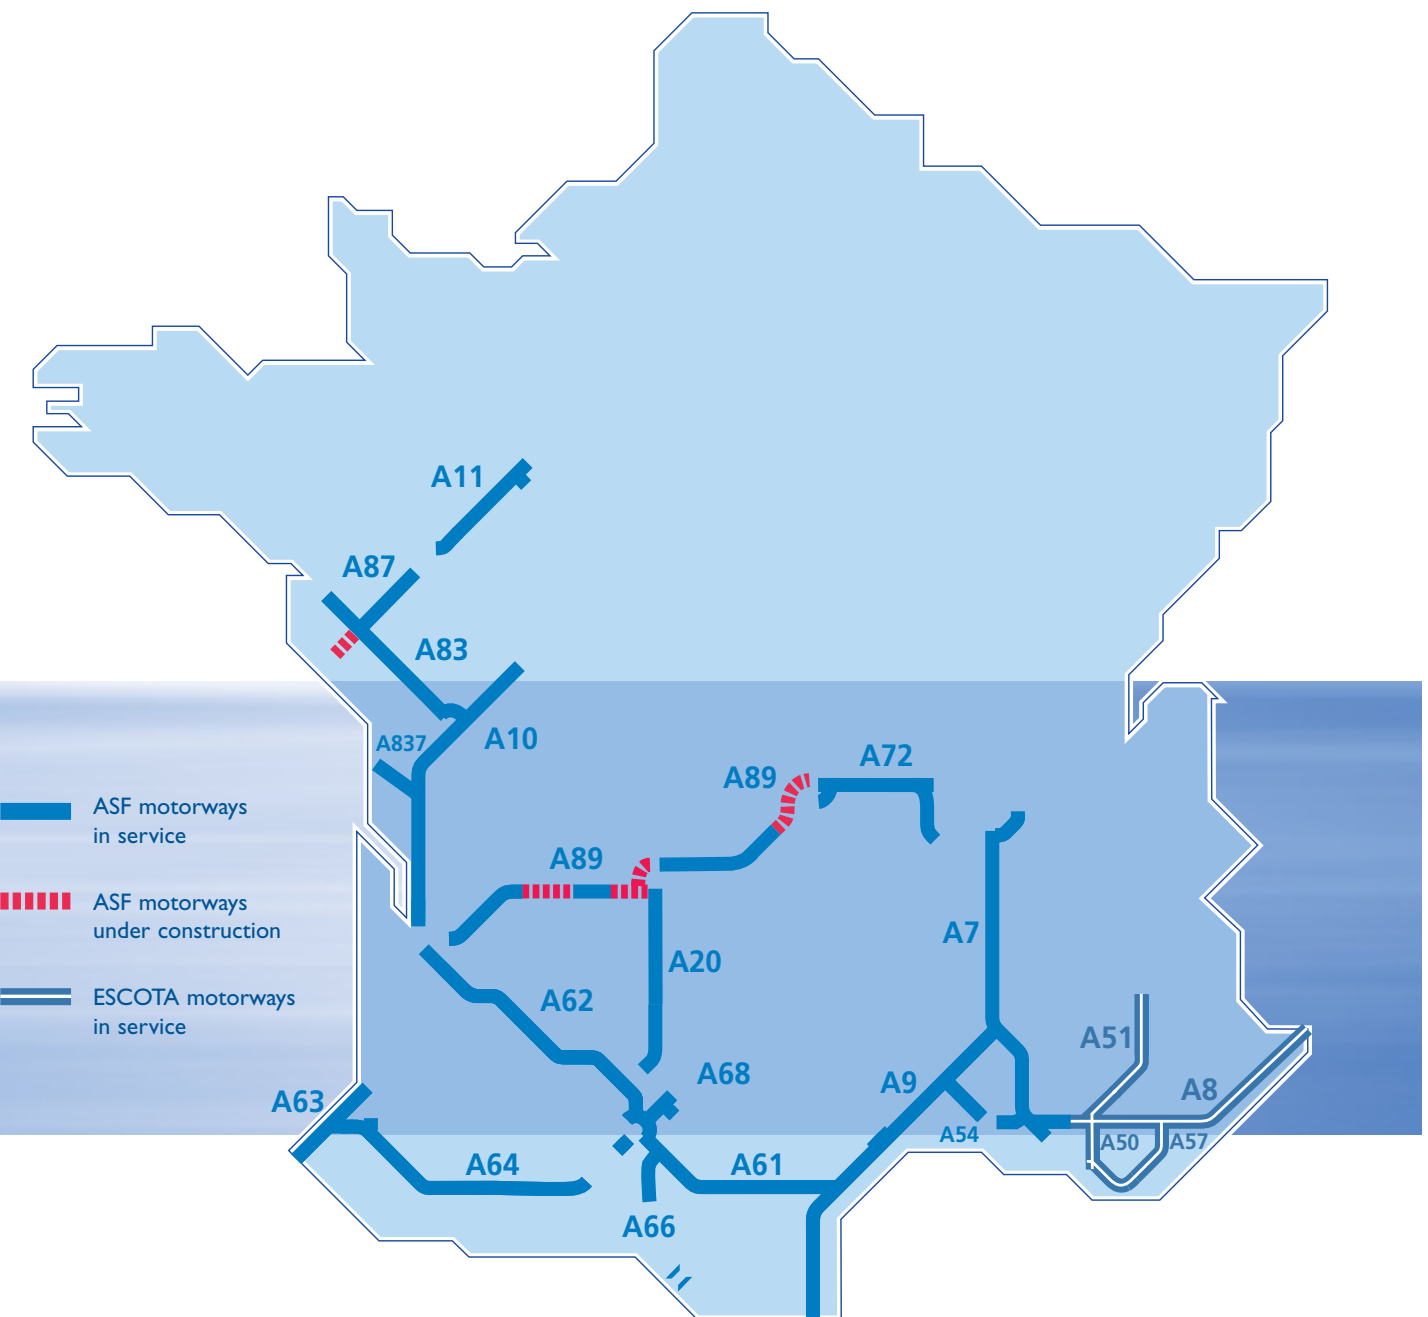 A11
A87
A83
A10
A837
A72
A89
ASF motorways
in service
A89
ASF motorways
under construction
A7
A20
A62
ESCOTA motorways
in service
A51
A68
A9
A8
A63
A54
A50
A57
A64
A61
A66